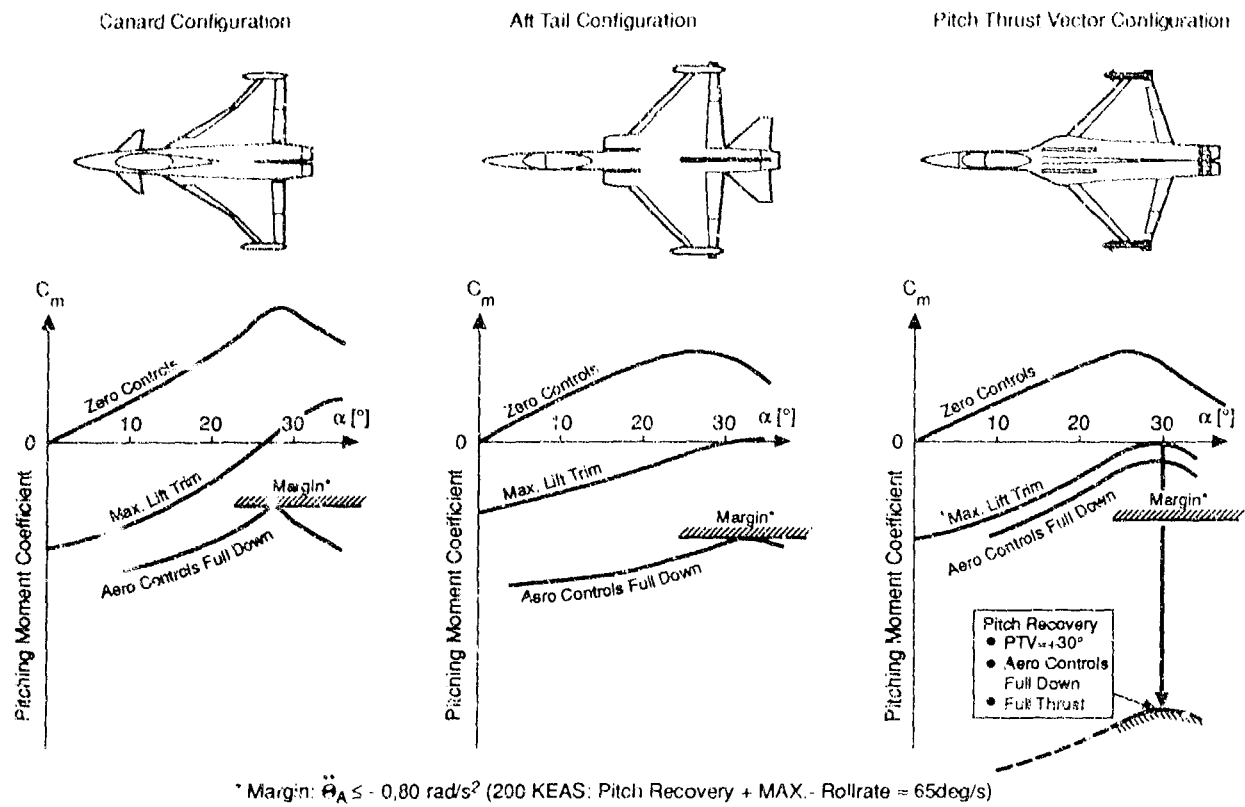 Canard Configuration
Aft Tail Configuration
Pitch Thrust Vector Configuration
Cm
Zero Controls
α [°]
0
10
20
30
Max. Lift Trim
Margin*
Aero Controls Full Down
Pitching Moment Coefficient
Cm
Zero Controls
α [°]
0
10
20
30
Max. Lift Trim
Margin*
Aero Controls Full Down
Pitching Moment Coefficient
Cm
Zero Controls
α [°]
0
10
20
30
Max. Lift Trim
Margin*
Aero Controls Full Down
Pitching Moment Coefficient
Pitch Recovery
• PTV=+30°
• Aero Controls
Full Down
• Full Thrust
* Margin: Θ̈A ≤ - 0,80 rad/s² (200 KEAS: Pitch Recovery + MAX.- Rollrate = 65deg/s)